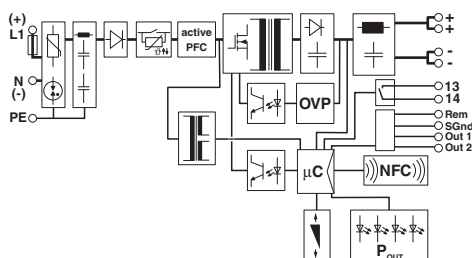 (+)
L1
N
(-)
PE
active
PFC
ϑ
OVP
+
+
-
-
13
14
Rem
SGnd
Out 1
Out 2
µC
NFC
POUT